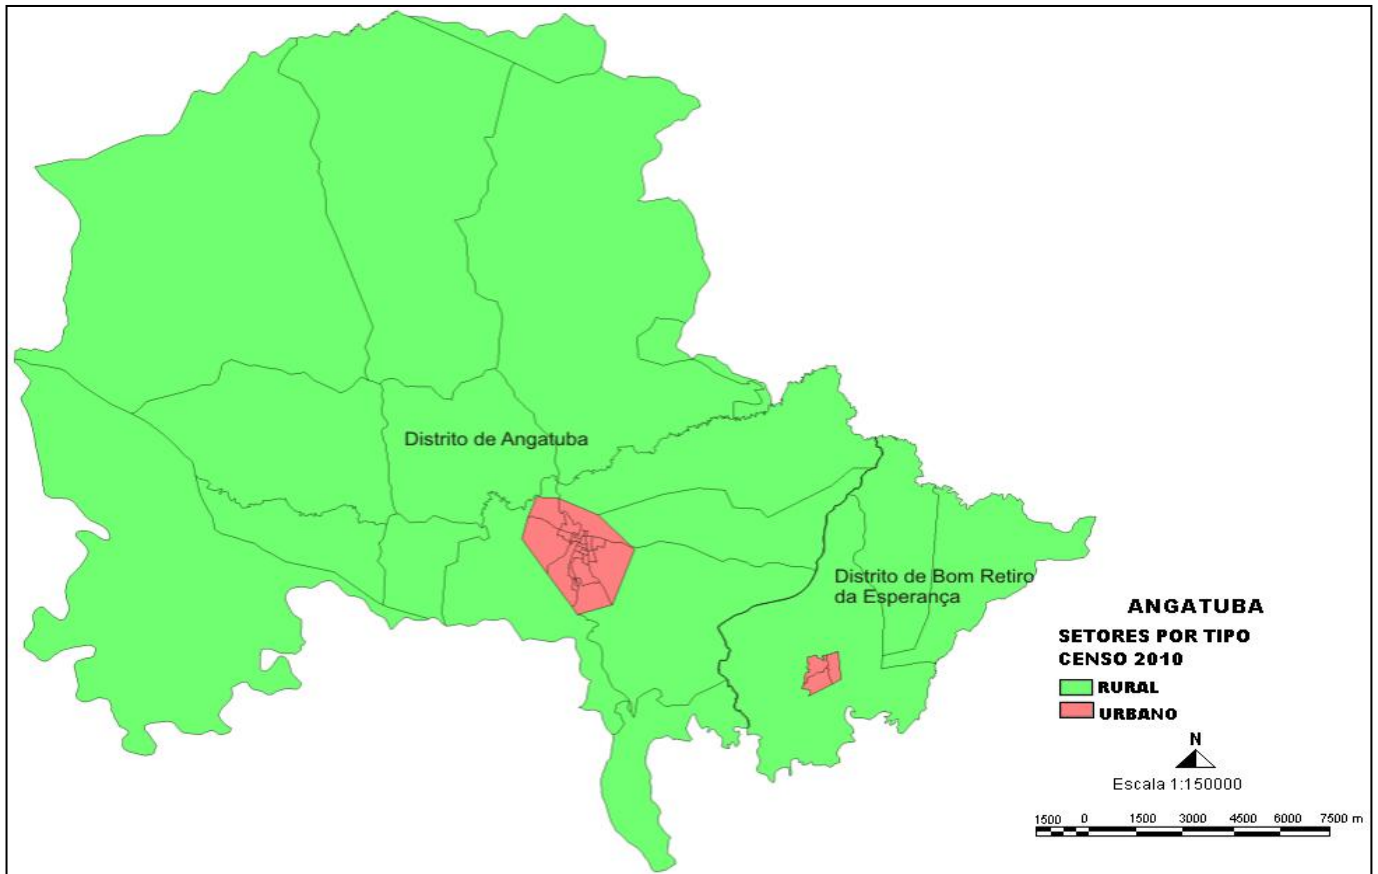 Distrito de Angatuba
Distrito de Bom Retiro
da Esperança
ANGATUBA
SETORES POR TIPO
CENSO 2010
RURAL
URBANO
N
Escala 1:150000
1500 0 1500 3000 4500 6000 7500 m